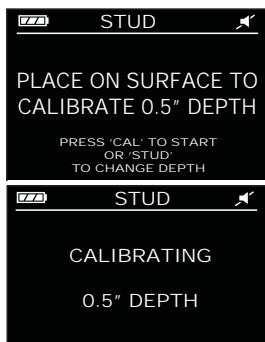 STUD
PLACE ON SURFACE TO
CALIBRATE 0.5″ DEPTH
PRESS ‘CAL’ TO START
OR ‘STUD’
TO CHANGE DEPTH
STUD
CALIBRATING
0.5″ DEPTH